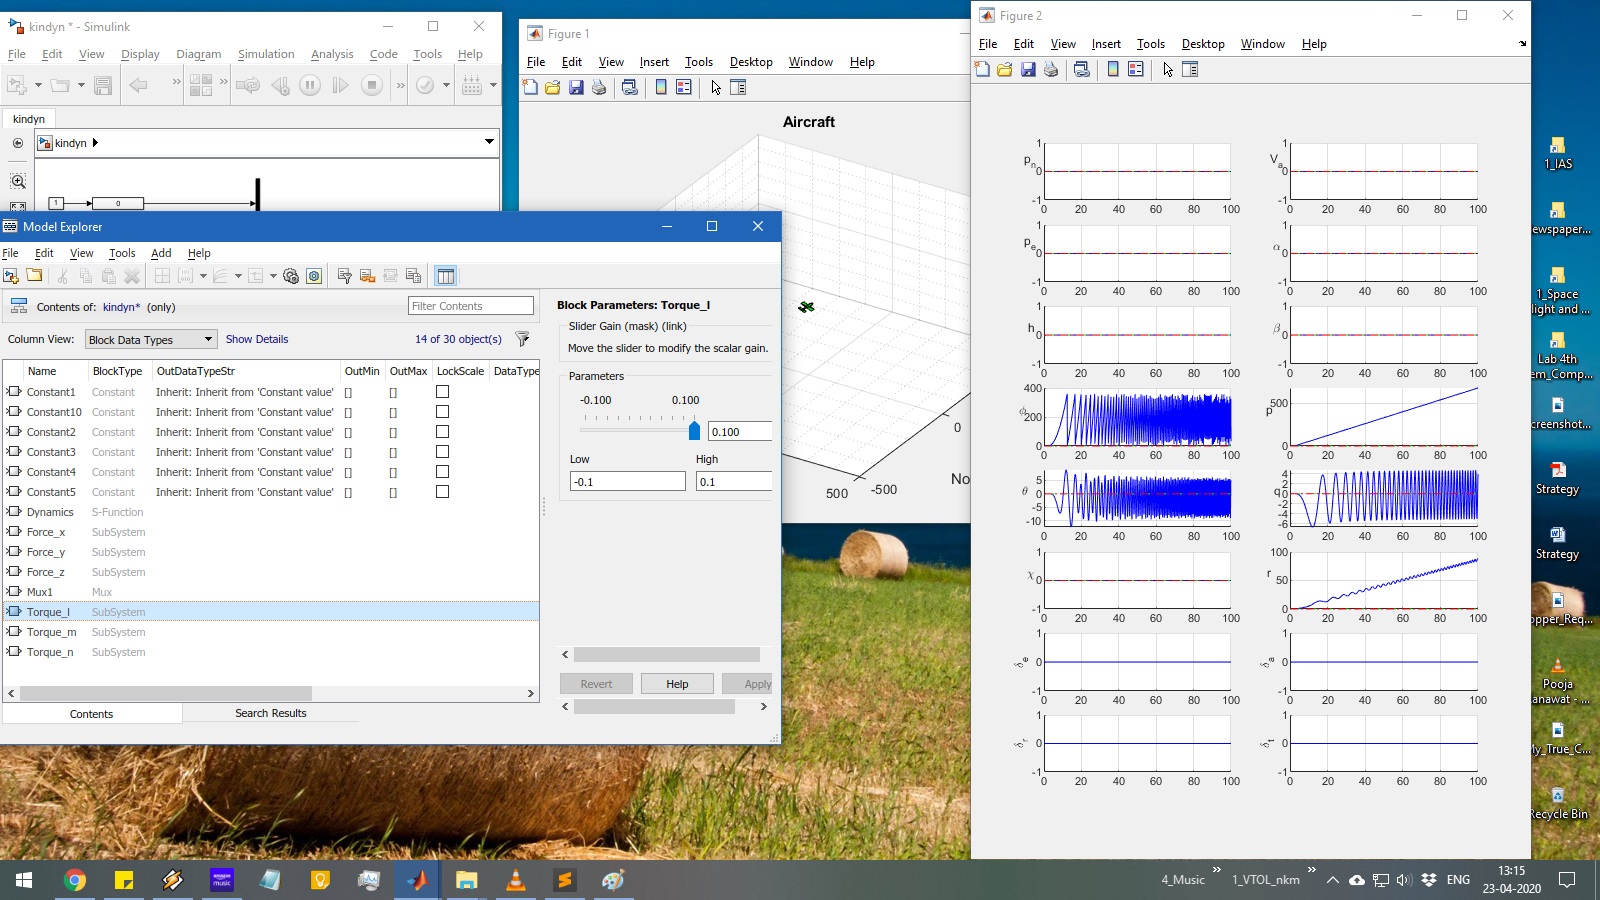 kindyn * - Simulink
File Edit View Display Diagram Simulation Analysis Code Tools Help
kindyn
kindyn
1
0
Figure 1
File Edit View Insert Tools Desktop Window Help
Aircraft
0
500
-500
No
Model Explorer
File Edit View Tools Add Help
Contents of: kindyn* (only)
Filter Contents
Column View: Block Data Types Show Details 14 of 30 object(s)
Name BlockType OutDataTypeStr OutMin OutMax LockScale DataType
Constant1 Constant Inherit: Inherit from 'Constant value' [] []
Constant10 Constant Inherit: Inherit from 'Constant value' [] []
Constant2 Constant Inherit: Inherit from 'Constant value' [] []
Constant3 Constant Inherit: Inherit from 'Constant value' [] []
Constant4 Constant Inherit: Inherit from 'Constant value' [] []
Constant5 Constant Inherit: Inherit from 'Constant value' [] []
Dynamics S-Function
Force_x SubSystem
Force_y SubSystem
Force_z SubSystem
Mux1 Mux
Torque_l SubSystem
Torque_m SubSystem
Torque_n SubSystem
Contents Search Results
Block Parameters: Torque_l
Slider Gain (mask) (link)
Move the slider to modify the scalar gain.
Parameters
-0.100 0.100
0.100
Low High
-0.1 0.1
Revert Help Apply
Figure 2
File Edit View Insert Tools Desktop Window Help
p_n 1 0 -1
0 20 40 60 80 100
V_a 1 0 -1
0 20 40 60 80 100
p_e 1 0 -1
0 20 40 60 80 100
α 1 0 -1
0 20 40 60 80 100
h 1 0 -1
0 20 40 60 80 100
β 1 0 -1
0 20 40 60 80 100
ϕ 400 200 0
0 20 40 60 80 100
p 500 0
0 20 40 60 80 100
θ 5 0 -5 -10
0 20 40 60 80 100
q 4 2 0 -2 -4 -6
0 20 40 60 80 100
χ 1 0 -1
0 20 40 60 80 100
r 100 50 0
0 20 40 60 80 100
δ_e 1 0 -1
0 20 40 60 80 100
δ_a 1 0 -1
0 20 40 60 80 100
δ_r 1 0 -1
0 20 40 60 80 100
δ_t 1 0 -1
0 20 40 60 80 100
1_IAS
ewspaper...
1_Space
light and ...
Lab 4th
em_Comp...
creenshot...
Strategy
Strategy
opper_Req...
Pooja
anawat - ...
My_True_C...
Recycle Bin
amazon
music
4_Music
1_VTOL_nkm
ENG
13:15
23-04-2020